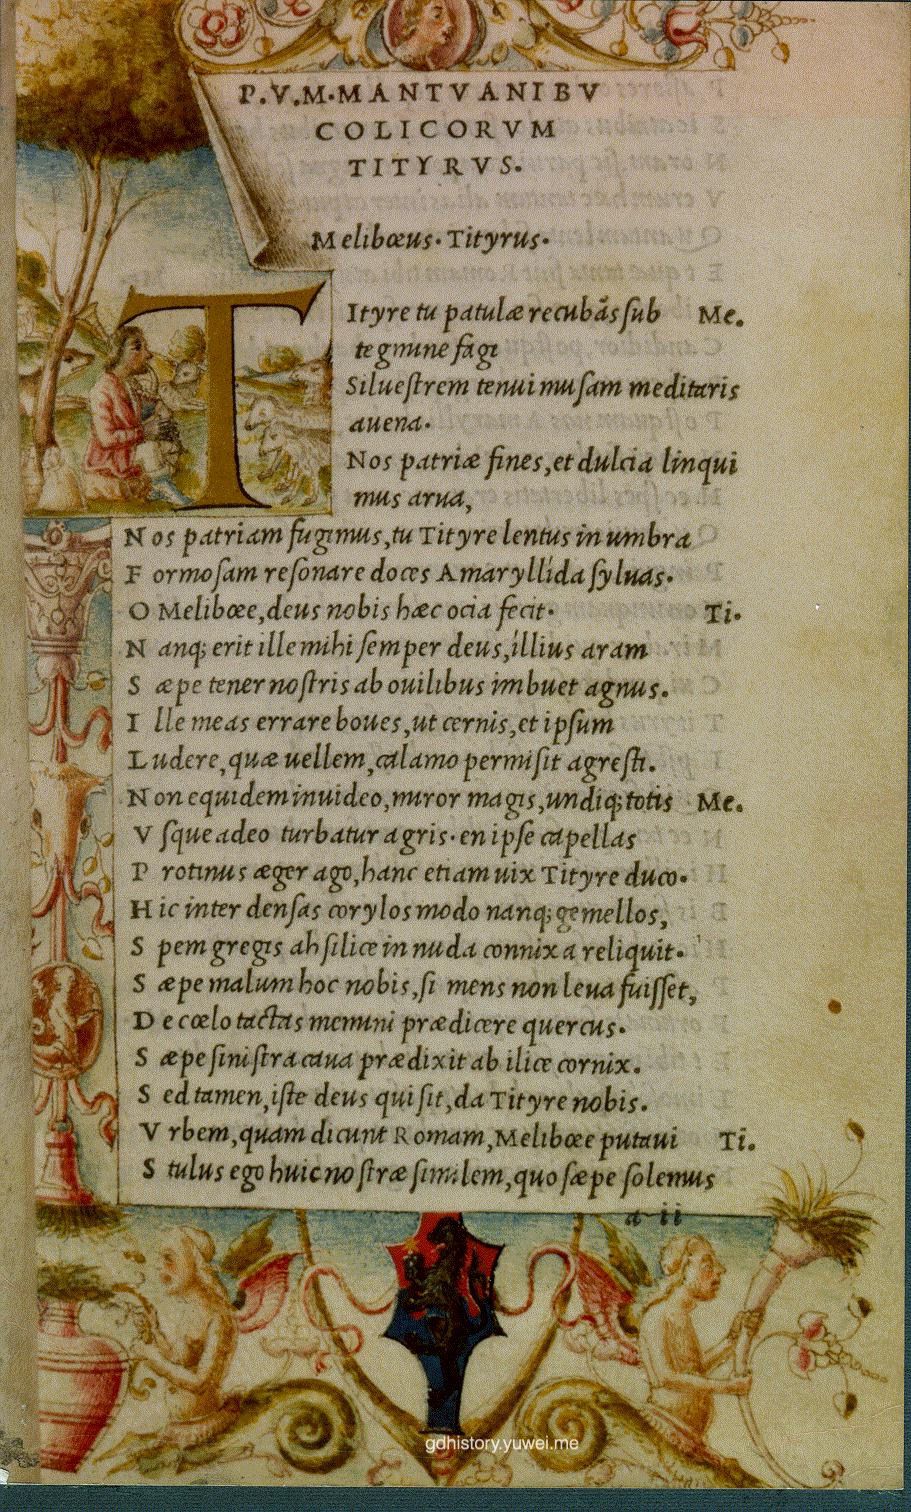 P.V.M.MANTVANIBV
COLICORVM
TITYRVS.
Melibœus. Tityrus.
TItyre tu patulæ recubãs sub Me.
tegmine fagi
Siluestrem tenui musam meditaris
auena.
Nos patriæ fines, et dulcia linqui
mus arua,
Nos patriam fugimus, tu Tityre lentus in umbra
Formosam resonare doces Amaryllida syluas.
O Melibœe, deus nobis hæc ocia fecit. Ti.
Nanq; erit ille mihi semper deus, illius aram
Sæpe tener nostris ab ouilibus imbuet agnus.
Ille meas errare boues, ut cernis, et ipsum
Ludere, quæ uellem, calamo permisit agresti.
Non equidem inuideo, miror magis, undiq; totis Me.
Vsque adeo turbatur agris. en ipse capellas
Protinus æger ago, hanc etiam uix Tityre duco.
Hic inter densas corylos modo nanq; gemellos,
Spem gregis ah silice in nuda connixa reliquit.
Sæpe malum hoc nobis, si mens non leua fuisset,
De cœlo tactas memini prædicere quercus.
Sæpe sinistra caua prædixit ab ilice cornix.
Sed tamen, iste deus qui sit, da Tityre nobis.
Vrbem, quam dicunt Romam, Melibœe putaui Ti.
Stulus ego huic nostræ similem, quo sæpe solemus
a ii
gdhistory.yuwei.me